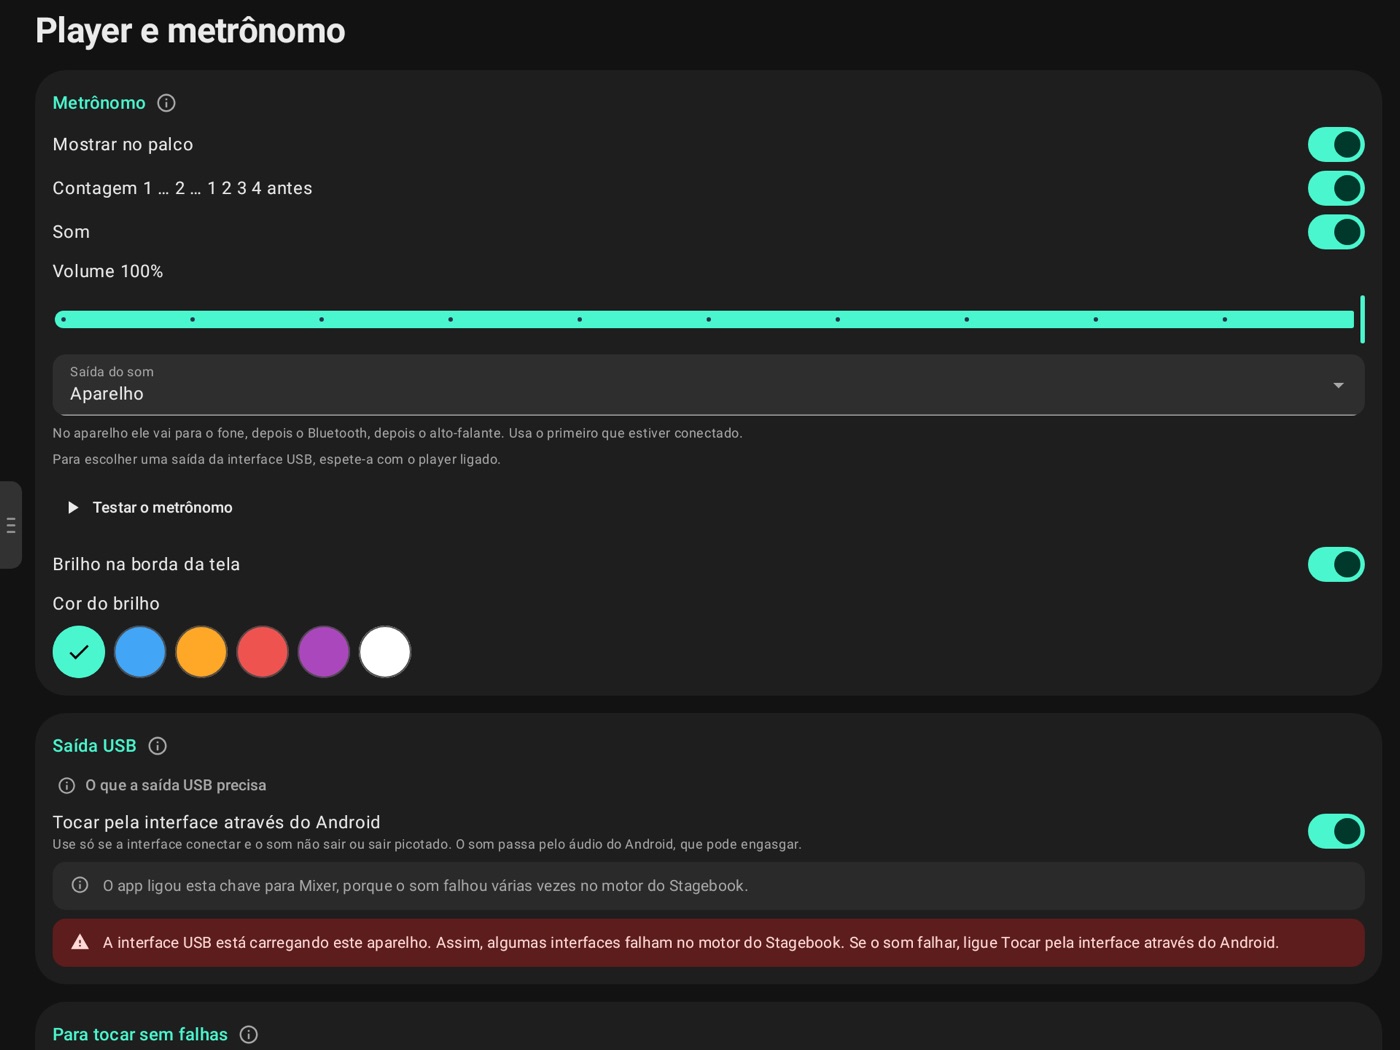 Player e metrônomo
Metrônomo
Mostrar no palco
Contagem 1 ... 2 ... 1 2 3 4 antes
Som
Volume 100%
Saída do som
Aparelho
No aparelho ele vai para o fone, depois o Bluetooth, depois o alto-falante. Usa o primeiro que estiver conectado.
Para escolher uma saída da interface USB, espete-a com o player ligado.
Testar o metrônomo
Brilho na borda da tela
Cor do brilho
Saída USB
O que a saída USB precisa
Tocar pela interface através do Android
Use só se a interface conectar e o som não sair ou sair picotado. O som passa pelo áudio do Android, que pode engasgar.
O app ligou esta chave para Mixer, porque o som falhou várias vezes no motor do Stagebook.
A interface USB está carregando este aparelho. Assim, algumas interfaces falham no motor do Stagebook. Se o som falhar, ligue Tocar pela interface através do Android.
Para tocar sem falhas